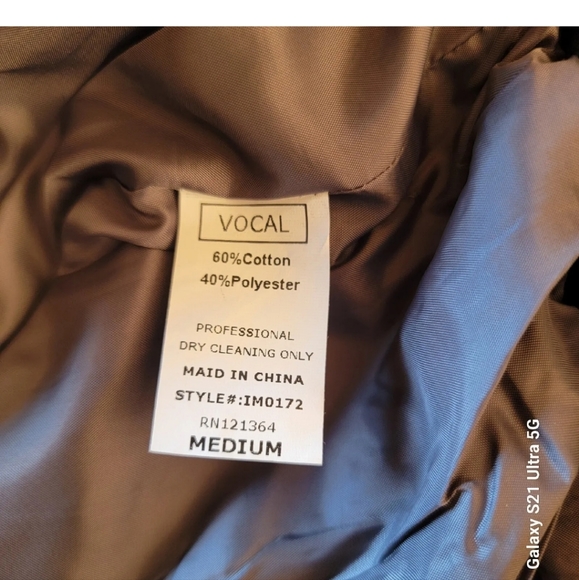 VOCAL
60%Cotton
40%Polyester
PROFESSIONAL
DRY CLEANING ONLY
MAID IN CHINA
STYLE#:IM0172
RN121364
MEDIUM
Galaxy S21 Ultra 5G